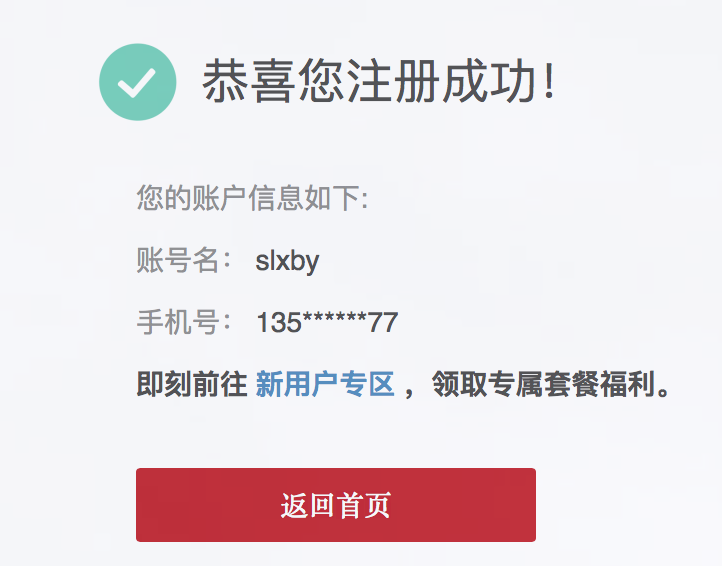 恭喜您注册成功！
您的账户信息如下:
账号名： slxby
手机号： 135******77
即刻前往 新用户专区 ，领取专属套餐福利。
返回首页